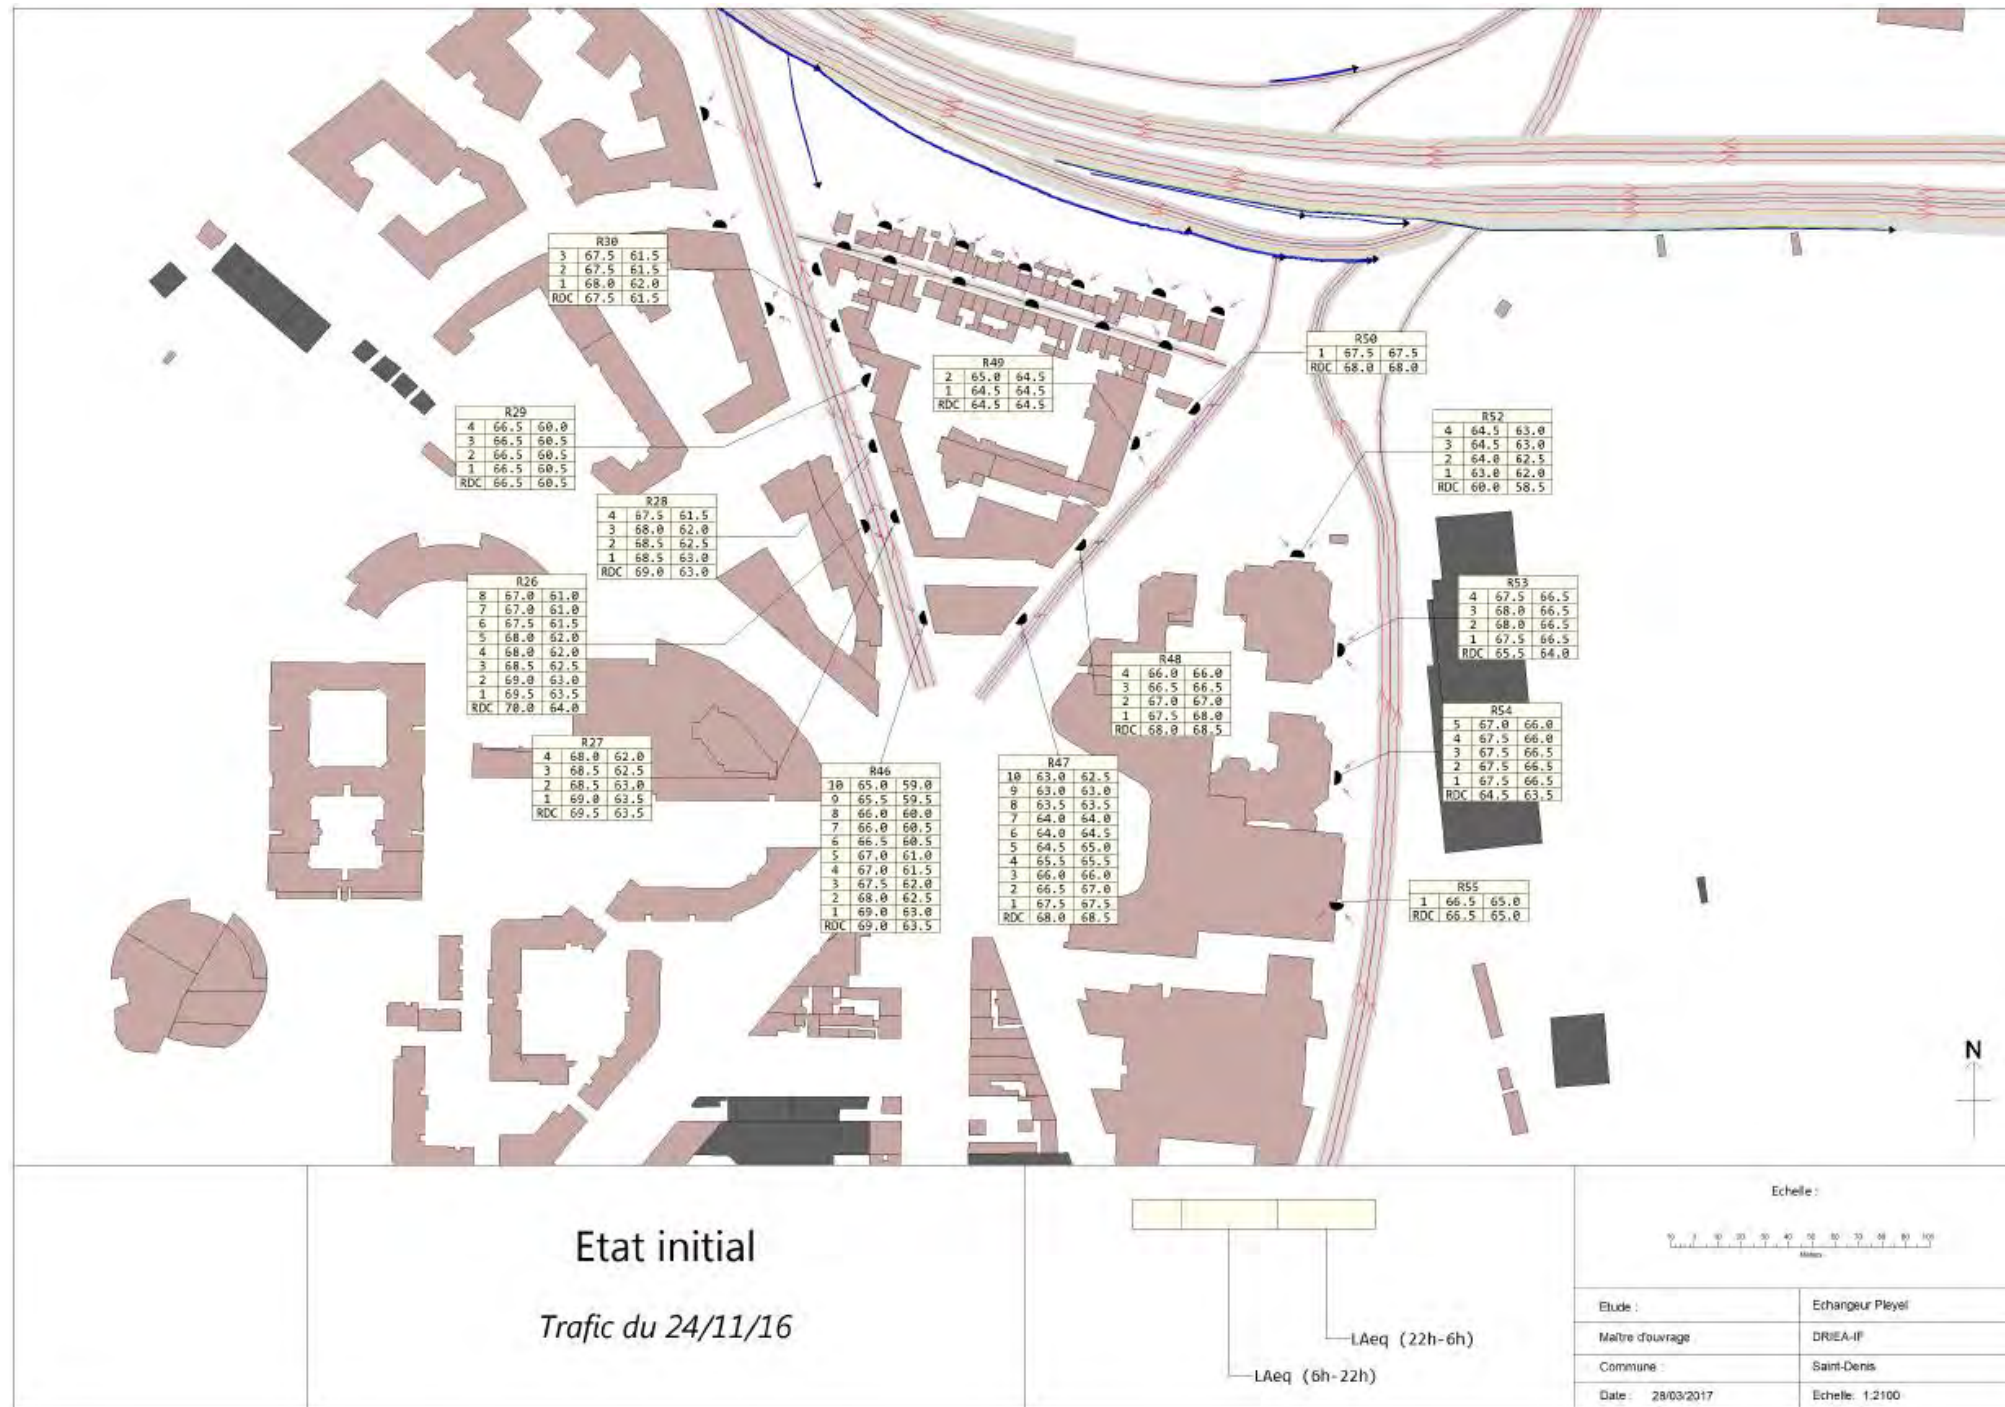 R30
3 67.5 61.5
2 67.5 61.5
1 68.0 62.0
RDC 67.5 61.5
R50
1 67.5 67.5
RDC 68.0 68.0
R49
2 65.0 64.5
1 64.5 64.5
RDC 64.5 64.5
R29
4 66.5 60.0
3 66.5 60.5
2 66.5 60.5
1 66.5 60.5
RDC 66.5 60.5
R52
4 64.5 63.0
3 64.5 63.0
2 64.0 62.5
1 63.0 62.0
RDC 60.0 58.5
R28
4 67.5 61.5
3 68.0 62.0
2 68.5 62.5
1 68.5 63.0
RDC 69.0 63.0
R26
8 67.0 61.0
7 67.0 61.0
6 67.5 61.5
5 68.0 62.0
4 68.0 62.0
3 68.5 62.5
2 69.0 63.0
1 69.5 63.5
RDC 70.0 64.0
R53
4 67.5 66.5
3 68.0 66.5
2 68.0 66.5
1 67.5 66.5
RDC 65.5 64.0
R48
4 66.0 66.0
3 66.5 66.5
2 67.0 67.0
1 67.5 68.0
RDC 68.0 68.5
R54
5 67.0 66.0
4 67.5 66.0
3 67.5 66.5
2 67.5 66.5
1 67.5 66.5
RDC 64.5 63.5
R27
4 68.0 62.0
3 68.5 62.5
2 68.5 63.0
1 69.0 63.5
RDC 69.5 63.5
R46
10 65.0 59.0
9 65.5 59.5
8 66.0 60.0
7 66.0 60.5
6 66.5 60.5
5 67.0 61.0
4 67.0 61.5
3 67.5 62.0
2 68.0 62.5
1 69.0 63.0
RDC 69.0 63.5
R47
10 63.0 62.5
9 63.0 63.0
8 63.5 63.5
7 64.0 64.0
6 64.0 64.5
5 64.5 65.0
4 65.5 65.5
3 66.0 66.0
2 66.5 67.0
1 67.5 67.5
RDC 68.0 68.5
R55
1 66.5 65.0
RDC 66.5 65.0
N
Etat initial
Trafic du 24/11/16
LAeq (22h-6h)
LAeq (6h-22h)
Echelle :
10 0 10 20 30 40 50 60 70 80 90 100
Etude : Echangeur Pleyel
Maître d'ouvrage DRIEA-IF
Commune : Saint-Denis
Date : 28/03/2017 Echelle: 1:2100